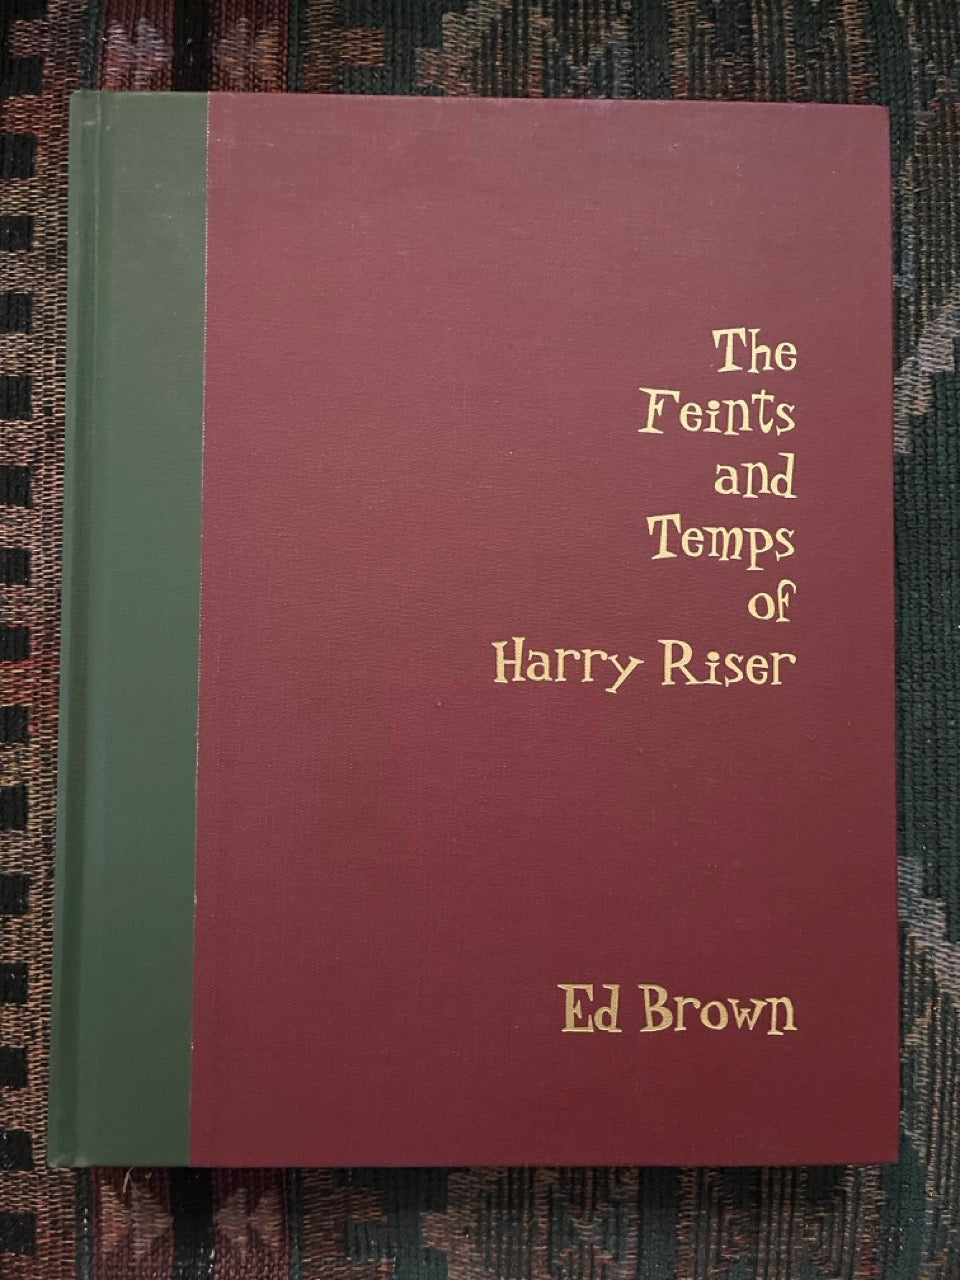 The
Feints
and
Temps
of
Harry Riser
Ed Brown